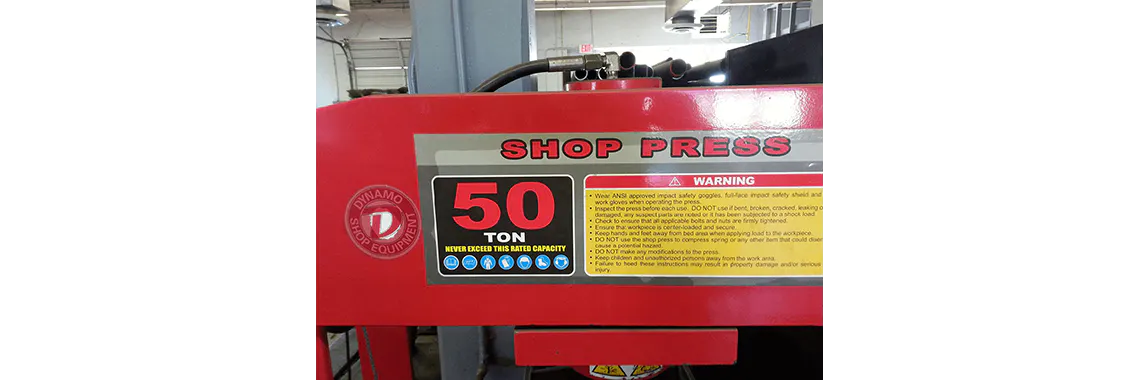 EXIT
SHOP PRESS
DYNAMO
D
SHOP EQUIPMENT
50
TON
NEVER EXCEED THIS RATED CAPACITY
WARNING
• Wear ANSI approved impact safety goggles, full-face impact safety shield and
work gloves when operating the press.
• Inspect the press before each use. DO NOT use if bent, broken, cracked, leaking o
damaged, any suspect parts are noted or it has been subjected to a shock load.
• Check to ensure that all applicable bolts and nuts are firmly tightened.
• Ensure that workpiece is center-loaded and secure.
• Keep hands and feet away from bed area when applying load to the workpiece.
• DO NOT use the shop press to compress spring or any other item that could disen
cause a potential hazard.
• DO NOT make any modifications to the press.
• Keep children and unauthorized persons away from the work area.
• Failure to heed these instructions may result in property damage and/or serious
injury.